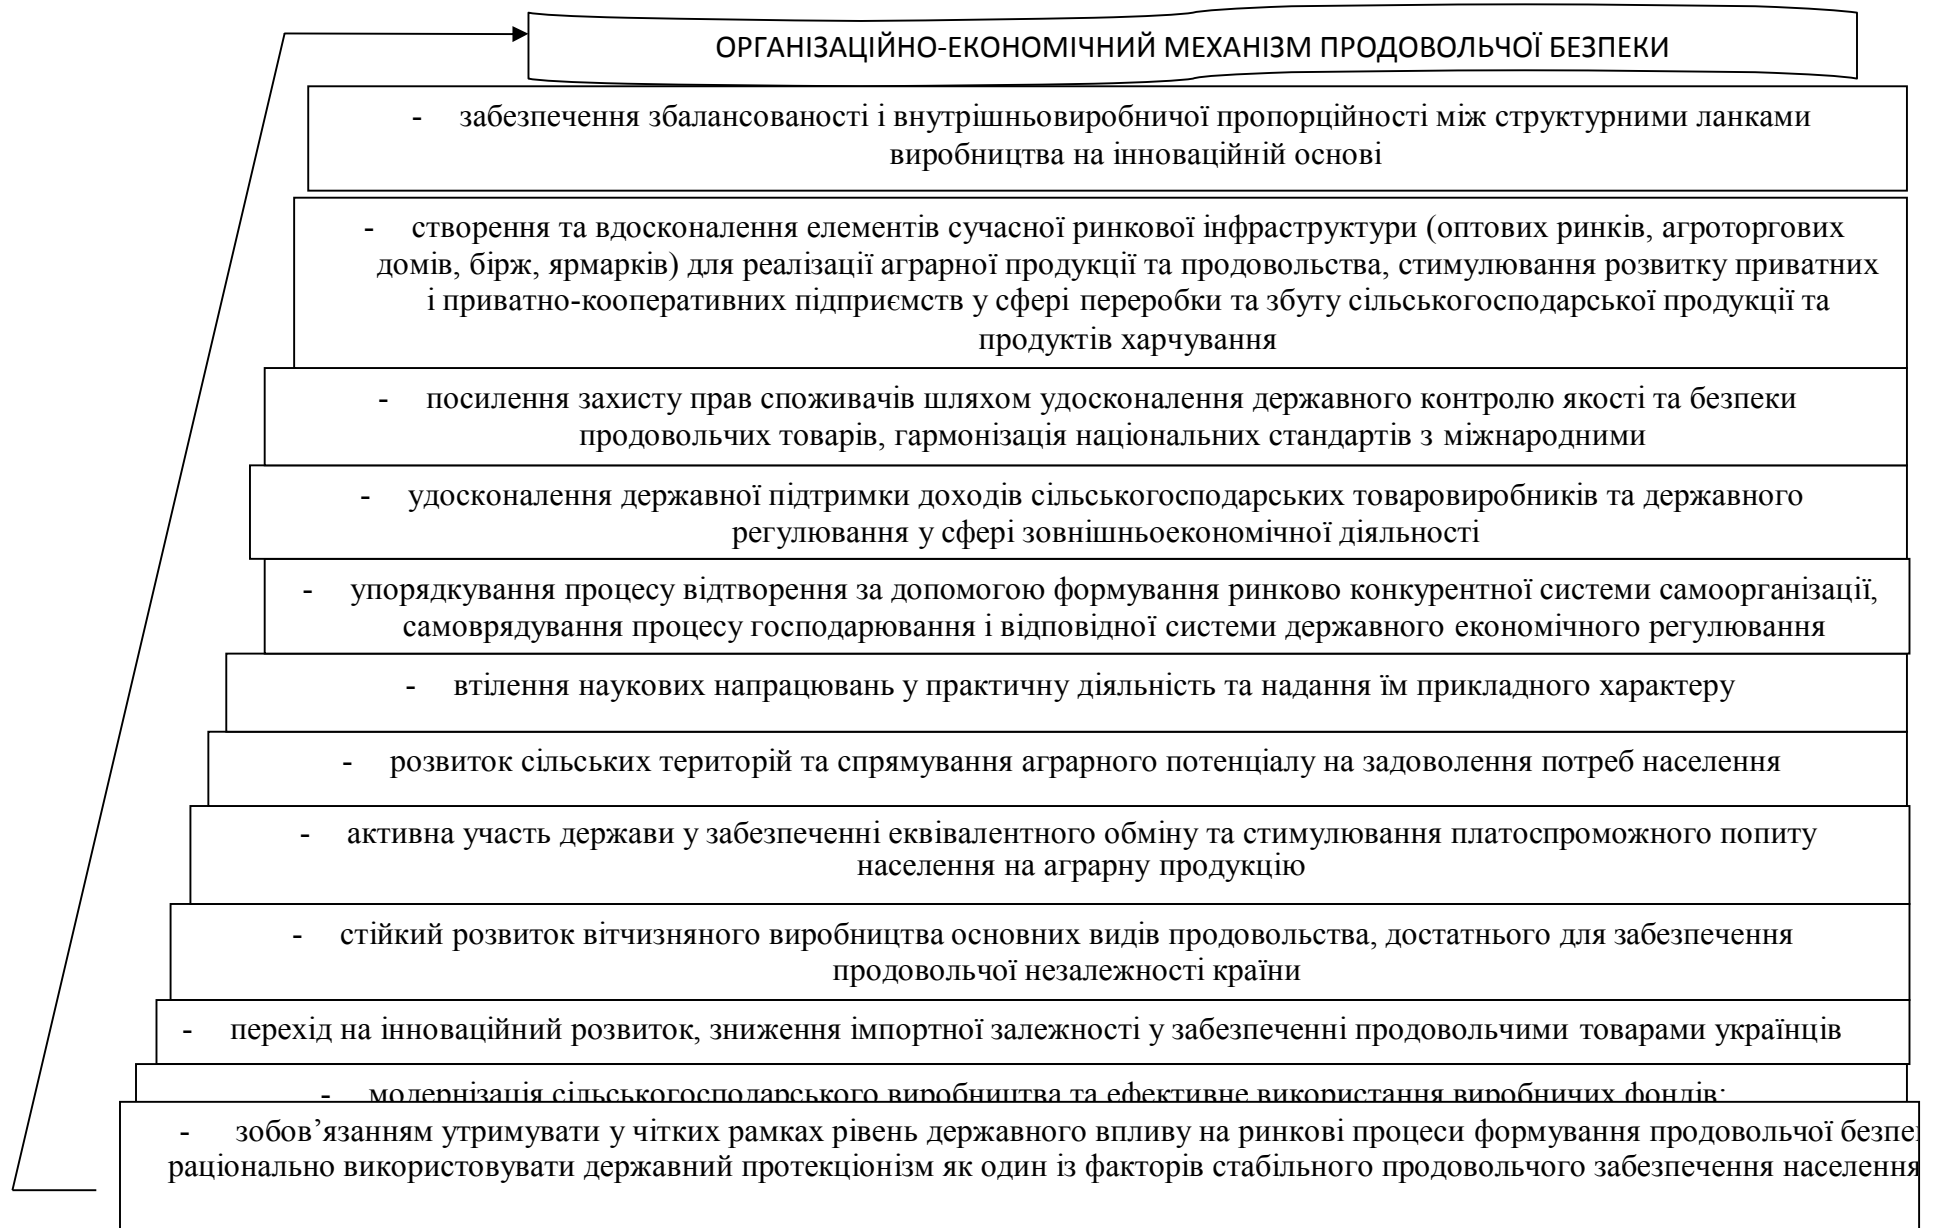 ОРГАНІЗАЦІЙНО-ЕКОНОМІЧНИЙ МЕХАНІЗМ ПРОДОВОЛЬЧОЇ БЕЗПЕКИ
- забезпечення збалансованості і внутрішньовиробничої пропорційності між структурними ланками
виробництва на інноваційній основі
- створення та вдосконалення елементів сучасної ринкової інфраструктури (оптових ринків, агроторгових
домів, бірж, ярмарків) для реалізації аграрної продукції та продовольства, стимулювання розвитку приватних
і приватно-кооперативних підприємств у сфері переробки та збуту сільськогосподарської продукції та
продуктів харчування
- посилення захисту прав споживачів шляхом удосконалення державного контролю якості та безпеки
продовольчих товарів, гармонізація національних стандартів з міжнародними
- удосконалення державної підтримки доходів сільськогосподарських товаровиробників та державного
регулювання у сфері зовнішньоекономічної діяльності
- упорядкування процесу відтворення за допомогою формування ринково конкурентної системи самоорганізації,
самоврядування процесу господарювання і відповідної системи державного економічного регулювання
- втілення наукових напрацювань у практичну діяльність та надання їм прикладного характеру
- розвиток сільських територій та спрямування аграрного потенціалу на задоволення потреб населення
- активна участь держави у забезпеченні еквівалентного обміну та стимулювання платоспроможного попиту
населення на аграрну продукцію
- стійкий розвиток вітчизняного виробництва основних видів продовольства, достатнього для забезпечення
продовольчої незалежності країни
- перехід на інноваційний розвиток, зниження імпортної залежності у забезпеченні продовольчими товарами українців
- модернізація сільськогосподарського виробництва та ефективне використання виробничих фондів;
- зобов’язанням утримувати у чітких рамках рівень державного впливу на ринкові процеси формування продовольчої
раціонально використовувати державний протекціонізм як один із факторів стабільного продовольчого забезпечення населення